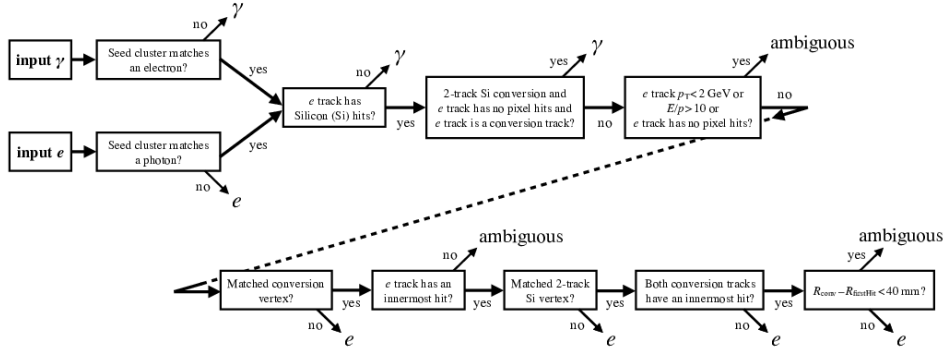 no γ
input γ
Seed cluster matches
an electron?
yes
input e
Seed cluster matches
a photon?
yes
no
e
no γ
e track has
Silicon (Si) hits?
yes
yes γ
2-track Si conversion and
e track has no pixel hits and
e track is a conversion track?
no
yes ambiguous
e track pT < 2 GeV or
E/p > 10 or
e track has no pixel hits?
no
Matched conversion
vertex?
yes
no e
no ambiguous
e track has an
innermost hit?
yes
Matched 2-track
Si vertex?
yes
no e
Both conversion tracks
have an innermost hit?
yes
no e
yes ambiguous
Rconv − RfirstHit < 40 mm?
no e